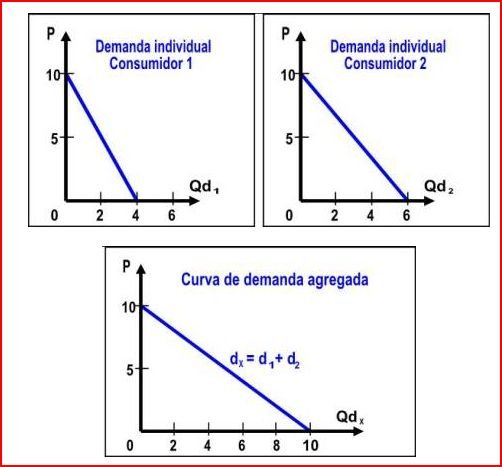 P
Demanda individual
Consumidor 1
10
5
Qd₁
0 2 4 6
P
Demanda individual
Consumidor 2
10
5
Qd₂
0 2 4 6
P
Curva de demanda agregada
10
dₓ = d₁ + d₂
5
Qdₓ
0 2 4 6 8 10